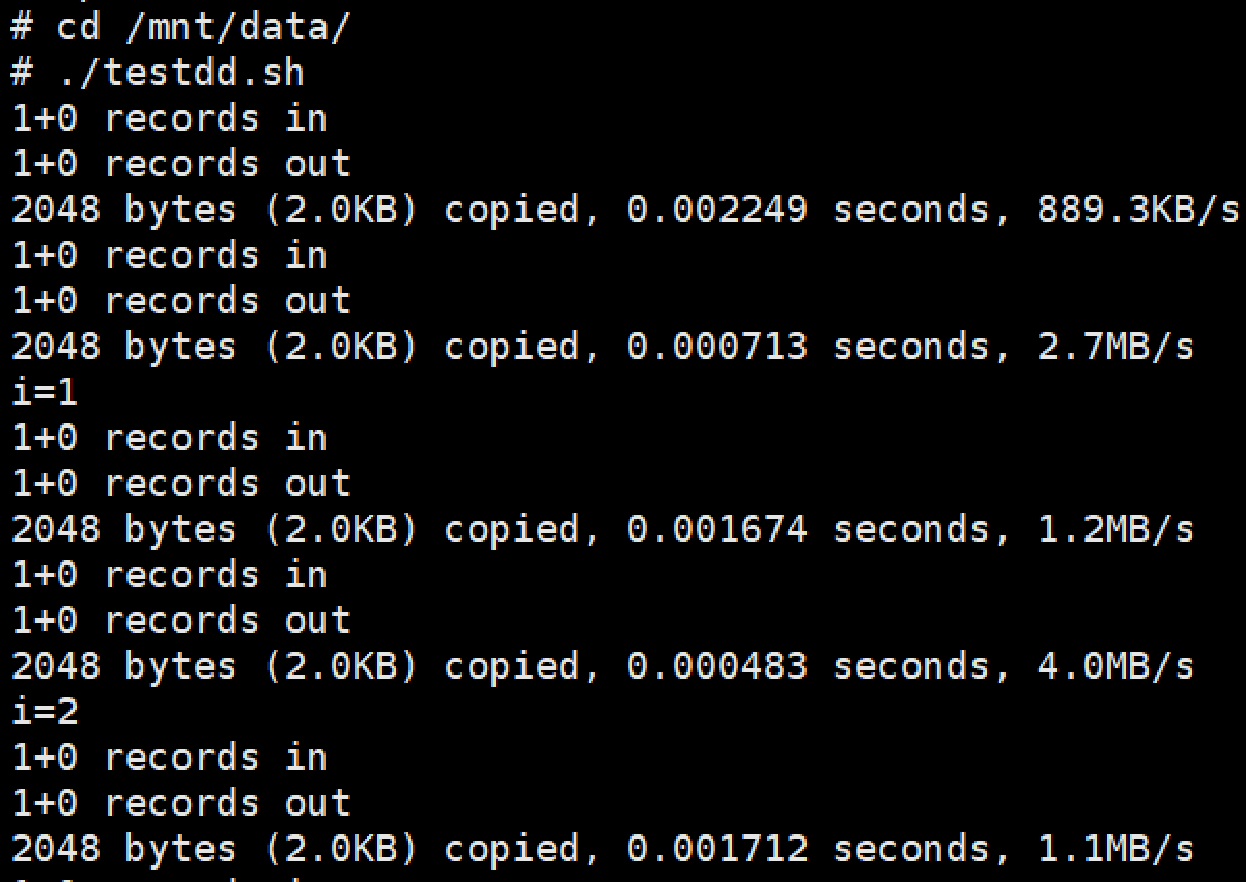 # cd /mnt/data/
# ./testdd.sh
1+0 records in
1+0 records out
2048 bytes (2.0KB) copied, 0.002249 seconds, 889.3KB/s
1+0 records in
1+0 records out
2048 bytes (2.0KB) copied, 0.000713 seconds, 2.7MB/s
i=1
1+0 records in
1+0 records out
2048 bytes (2.0KB) copied, 0.001674 seconds, 1.2MB/s
1+0 records in
1+0 records out
2048 bytes (2.0KB) copied, 0.000483 seconds, 4.0MB/s
i=2
1+0 records in
1+0 records out
2048 bytes (2.0KB) copied, 0.001712 seconds, 1.1MB/s